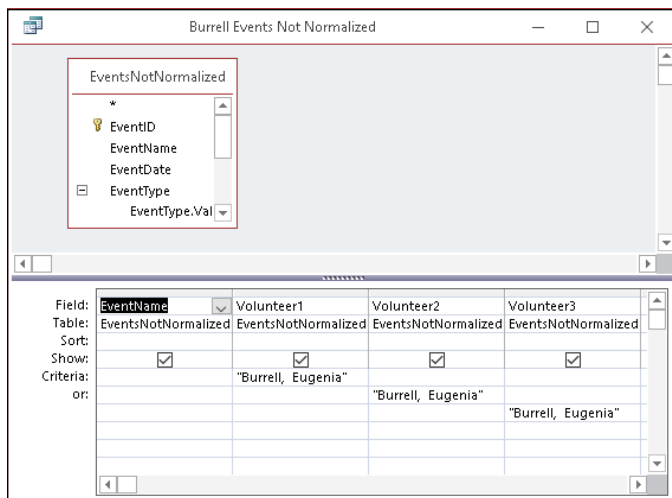 Burrell Events Not Normalized
EventsNotNormalized
*
EventID
EventName
EventDate
EventType
EventType.Val
Field: EventName Volunteer1 Volunteer2 Volunteer3
Table: EventsNotNormalized EventsNotNormalized EventsNotNormalized EventsNotNormalized
Sort:
Show:
Criteria: "Burrell, Eugenia"
or: "Burrell, Eugenia"
"Burrell, Eugenia"